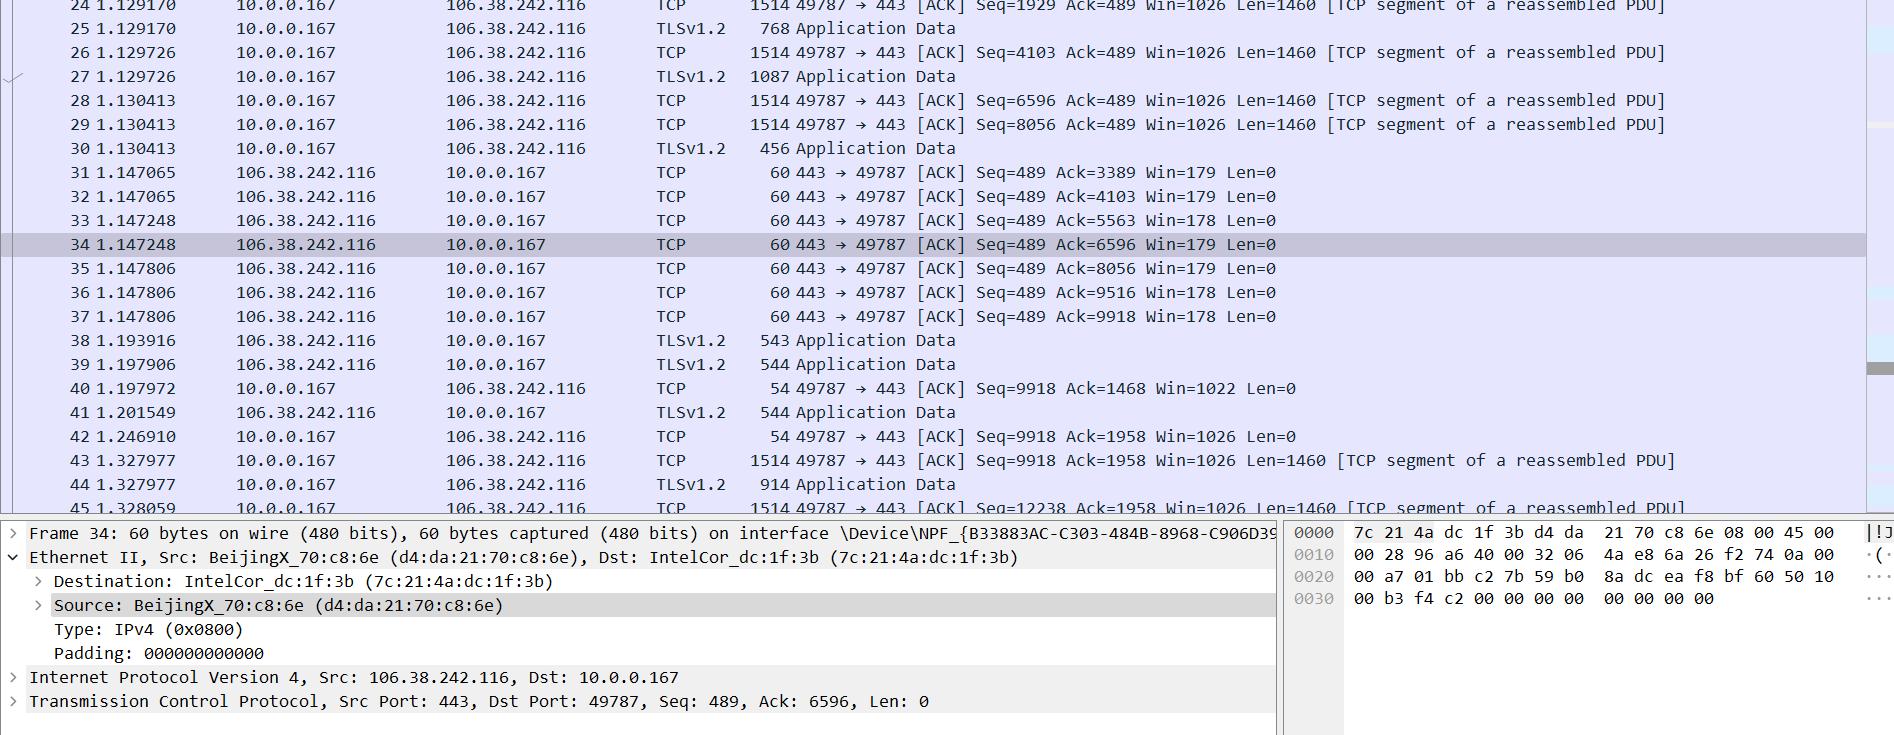 24 1.129170 10.0.0.167 106.38.242.116 TCP 1514 49787 → 443 [ACK] Seq=1929 Ack=489 Win=1026 Len=1460 [TCP segment of a reassembled PDU]
25 1.129170 10.0.0.167 106.38.242.116 TLSv1.2 768 Application Data
26 1.129726 10.0.0.167 106.38.242.116 TCP 1514 49787 → 443 [ACK] Seq=4103 Ack=489 Win=1026 Len=1460 [TCP segment of a reassembled PDU]
27 1.129726 10.0.0.167 106.38.242.116 TLSv1.2 1087 Application Data
28 1.130413 10.0.0.167 106.38.242.116 TCP 1514 49787 → 443 [ACK] Seq=6596 Ack=489 Win=1026 Len=1460 [TCP segment of a reassembled PDU]
29 1.130413 10.0.0.167 106.38.242.116 TCP 1514 49787 → 443 [ACK] Seq=8056 Ack=489 Win=1026 Len=1460 [TCP segment of a reassembled PDU]
30 1.130413 10.0.0.167 106.38.242.116 TLSv1.2 456 Application Data
31 1.147065 106.38.242.116 10.0.0.167 TCP 60 443 → 49787 [ACK] Seq=489 Ack=3389 Win=179 Len=0
32 1.147065 106.38.242.116 10.0.0.167 TCP 60 443 → 49787 [ACK] Seq=489 Ack=4103 Win=179 Len=0
33 1.147248 106.38.242.116 10.0.0.167 TCP 60 443 → 49787 [ACK] Seq=489 Ack=5563 Win=178 Len=0
34 1.147248 106.38.242.116 10.0.0.167 TCP 60 443 → 49787 [ACK] Seq=489 Ack=6596 Win=179 Len=0
35 1.147806 106.38.242.116 10.0.0.167 TCP 60 443 → 49787 [ACK] Seq=489 Ack=8056 Win=179 Len=0
36 1.147806 106.38.242.116 10.0.0.167 TCP 60 443 → 49787 [ACK] Seq=489 Ack=9516 Win=178 Len=0
37 1.147806 106.38.242.116 10.0.0.167 TCP 60 443 → 49787 [ACK] Seq=489 Ack=9918 Win=178 Len=0
38 1.193916 106.38.242.116 10.0.0.167 TLSv1.2 543 Application Data
39 1.197906 106.38.242.116 10.0.0.167 TLSv1.2 544 Application Data
40 1.197972 10.0.0.167 106.38.242.116 TCP 54 49787 → 443 [ACK] Seq=9918 Ack=1468 Win=1022 Len=0
41 1.201549 106.38.242.116 10.0.0.167 TLSv1.2 544 Application Data
42 1.246910 10.0.0.167 106.38.242.116 TCP 54 49787 → 443 [ACK] Seq=9918 Ack=1958 Win=1026 Len=0
43 1.327977 10.0.0.167 106.38.242.116 TCP 1514 49787 → 443 [ACK] Seq=9918 Ack=1958 Win=1026 Len=1460 [TCP segment of a reassembled PDU]
44 1.327977 10.0.0.167 106.38.242.116 TLSv1.2 914 Application Data
45 1.328059 10.0.0.167 106.38.242.116 TCP 1514 49787 → 443 [ACK] Seq=12238 Ack=1958 Win=1026 Len=1460 [TCP segment of a reassembled PDU]
Frame 34: 60 bytes on wire (480 bits), 60 bytes captured (480 bits) on interface \Device\NPF_{B33883AC-C303-484B-8968-C906D39
Ethernet II, Src: BeijingX_70:c8:6e (d4:da:21:70:c8:6e), Dst: IntelCor_dc:1f:3b (7c:21:4a:dc:1f:3b)
Destination: IntelCor_dc:1f:3b (7c:21:4a:dc:1f:3b)
Source: BeijingX_70:c8:6e (d4:da:21:70:c8:6e)
Type: IPv4 (0x0800)
Padding: 000000000000
Internet Protocol Version 4, Src: 106.38.242.116, Dst: 10.0.0.167
Transmission Control Protocol, Src Port: 443, Dst Port: 49787, Seq: 489, Ack: 6596, Len: 0
0000 7c 21 4a dc 1f 3b d4 da 21 70 c8 6e 08 00 45 00 |!J
0010 00 28 96 a6 40 00 32 06 4a e8 6a 26 f2 74 0a 00 ·(·
0020 00 a7 01 bb c2 7b 59 b0 8a dc ea f8 bf 60 50 10 ···
0030 00 b3 f4 c2 00 00 00 00 00 00 00 00 ···